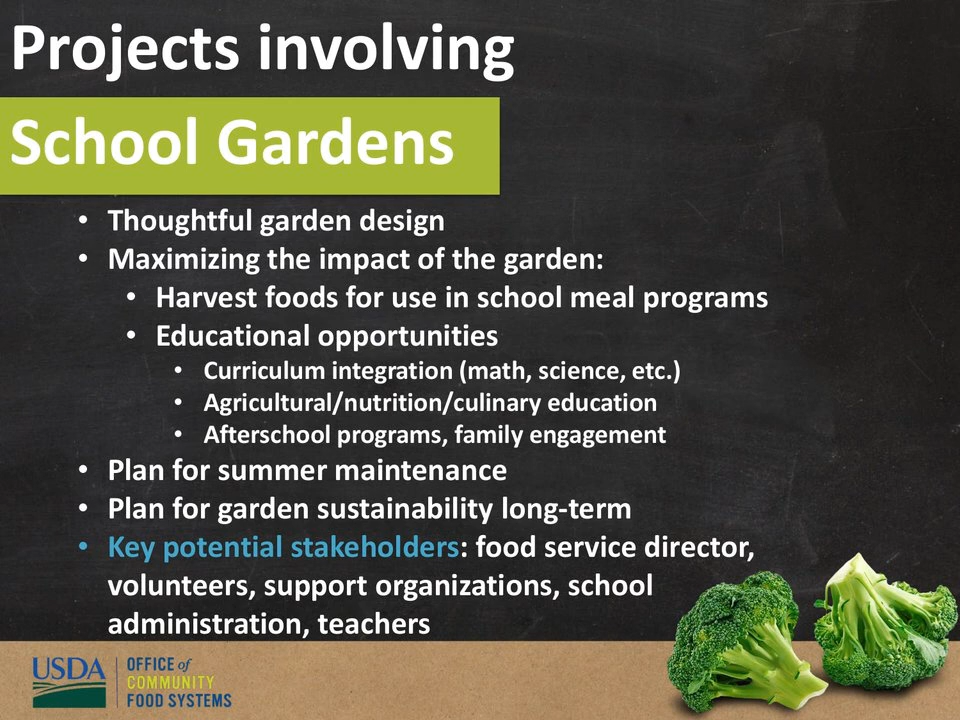 Projects involving
School Gardens
• Thoughtful garden design
• Maximizing the impact of the garden:
• Harvest foods for use in school meal programs
• Educational opportunities
• Curriculum integration (math, science, etc.)
• Agricultural/nutrition/culinary education
• Afterschool programs, family engagement
• Plan for summer maintenance
• Plan for garden sustainability long-term
• Key potential stakeholders: food service director,
volunteers, support organizations, school
administration, teachers
USDA
OFFICE of
COMMUNITY
FOOD SYSTEMS